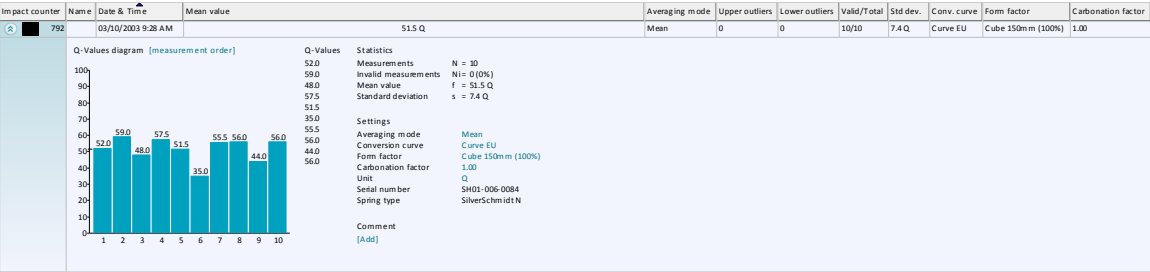 Impact counter Name Date & Time Mean value Averaging mode Upper outliers Lower outliers Valid/Total Std dev. Conv. curve Form factor Carbonation factor
792 03/10/2003 9:28 AM 51.5 Q Mean 0 0 10/10 7.4 Q Curve EU Cube 150mm (100%) 1.00
Q-Values diagram [measurement order]
100
90
80
70
60
50
40
30
20
10
0
52.0 59.0 48.0 57.5 51.5 35.0 55.5 56.0 44.0 56.0
1 2 3 4 5 6 7 8 9 10
Q-Values
52.0
59.0
48.0
57.5
51.5
35.0
55.5
56.0
44.0
56.0
Statistics
Measurements N = 10
Invalid measurements Ni = 0 (0%)
Mean value f = 51.5 Q
Standard deviation s = 7.4 Q
Settings
Averaging mode Mean
Conversion curve Curve EU
Form factor Cube 150mm (100%)
Carbonation factor 1.00
Unit Q
Serial number SH01-006-0084
Spring type SilverSchmidt N
Comment
[Add]